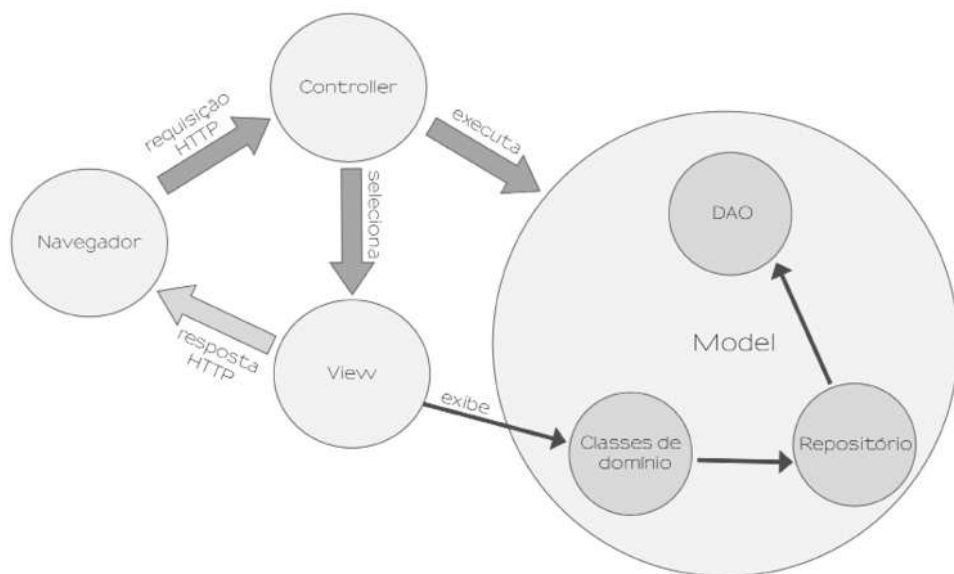 Controller
requisição
HTTP
executa
seleciona
Navegador
DAO
resposta
HTTP
View
Model
exibe
Classes de
domínio
Repositório